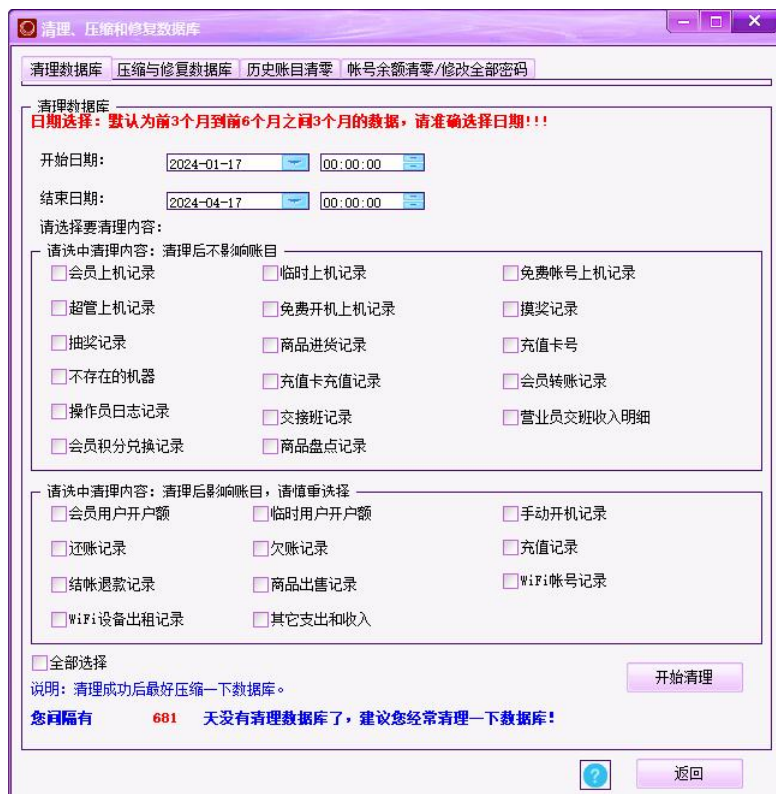 清理、压缩和修复数据库
清理数据库 压缩与修复数据库 历史账目清零 帐号余额清零/修改全部密码
清理数据库
日期选择：默认为前3个月到前6个月之间3个月的数据，请准确选择日期!!!
开始日期： 2024-01-17 00:00:00
结束日期： 2024-04-17 00:00:00
请选择要清理内容：
请选中清理内容：清理后不影响账目
会员上机记录 临时上机记录 免费帐号上机记录
超管上机记录 免费开机上机记录 摸奖记录
抽奖记录 商品进货记录 充值卡号
不存在的机器 充值卡充值记录 会员转账记录
操作员日志记录 交接班记录 营业员交班收入明细
会员积分兑换记录 商品盘点记录
请选中清理内容：清理后影响账目，请慎重选择
会员用户开户额 临时用户开户额 手动开机记录
还账记录 欠账记录 充值记录
结帐退款记录 商品出售记录 WiFi帐号记录
WiFi设备出租记录 其它支出和收入
全部选择
开始清理
说明：清理成功后最好压缩一下数据库。
您间隔有 681 天没有清理数据库了，建议您经常清理一下数据库!
? 返回